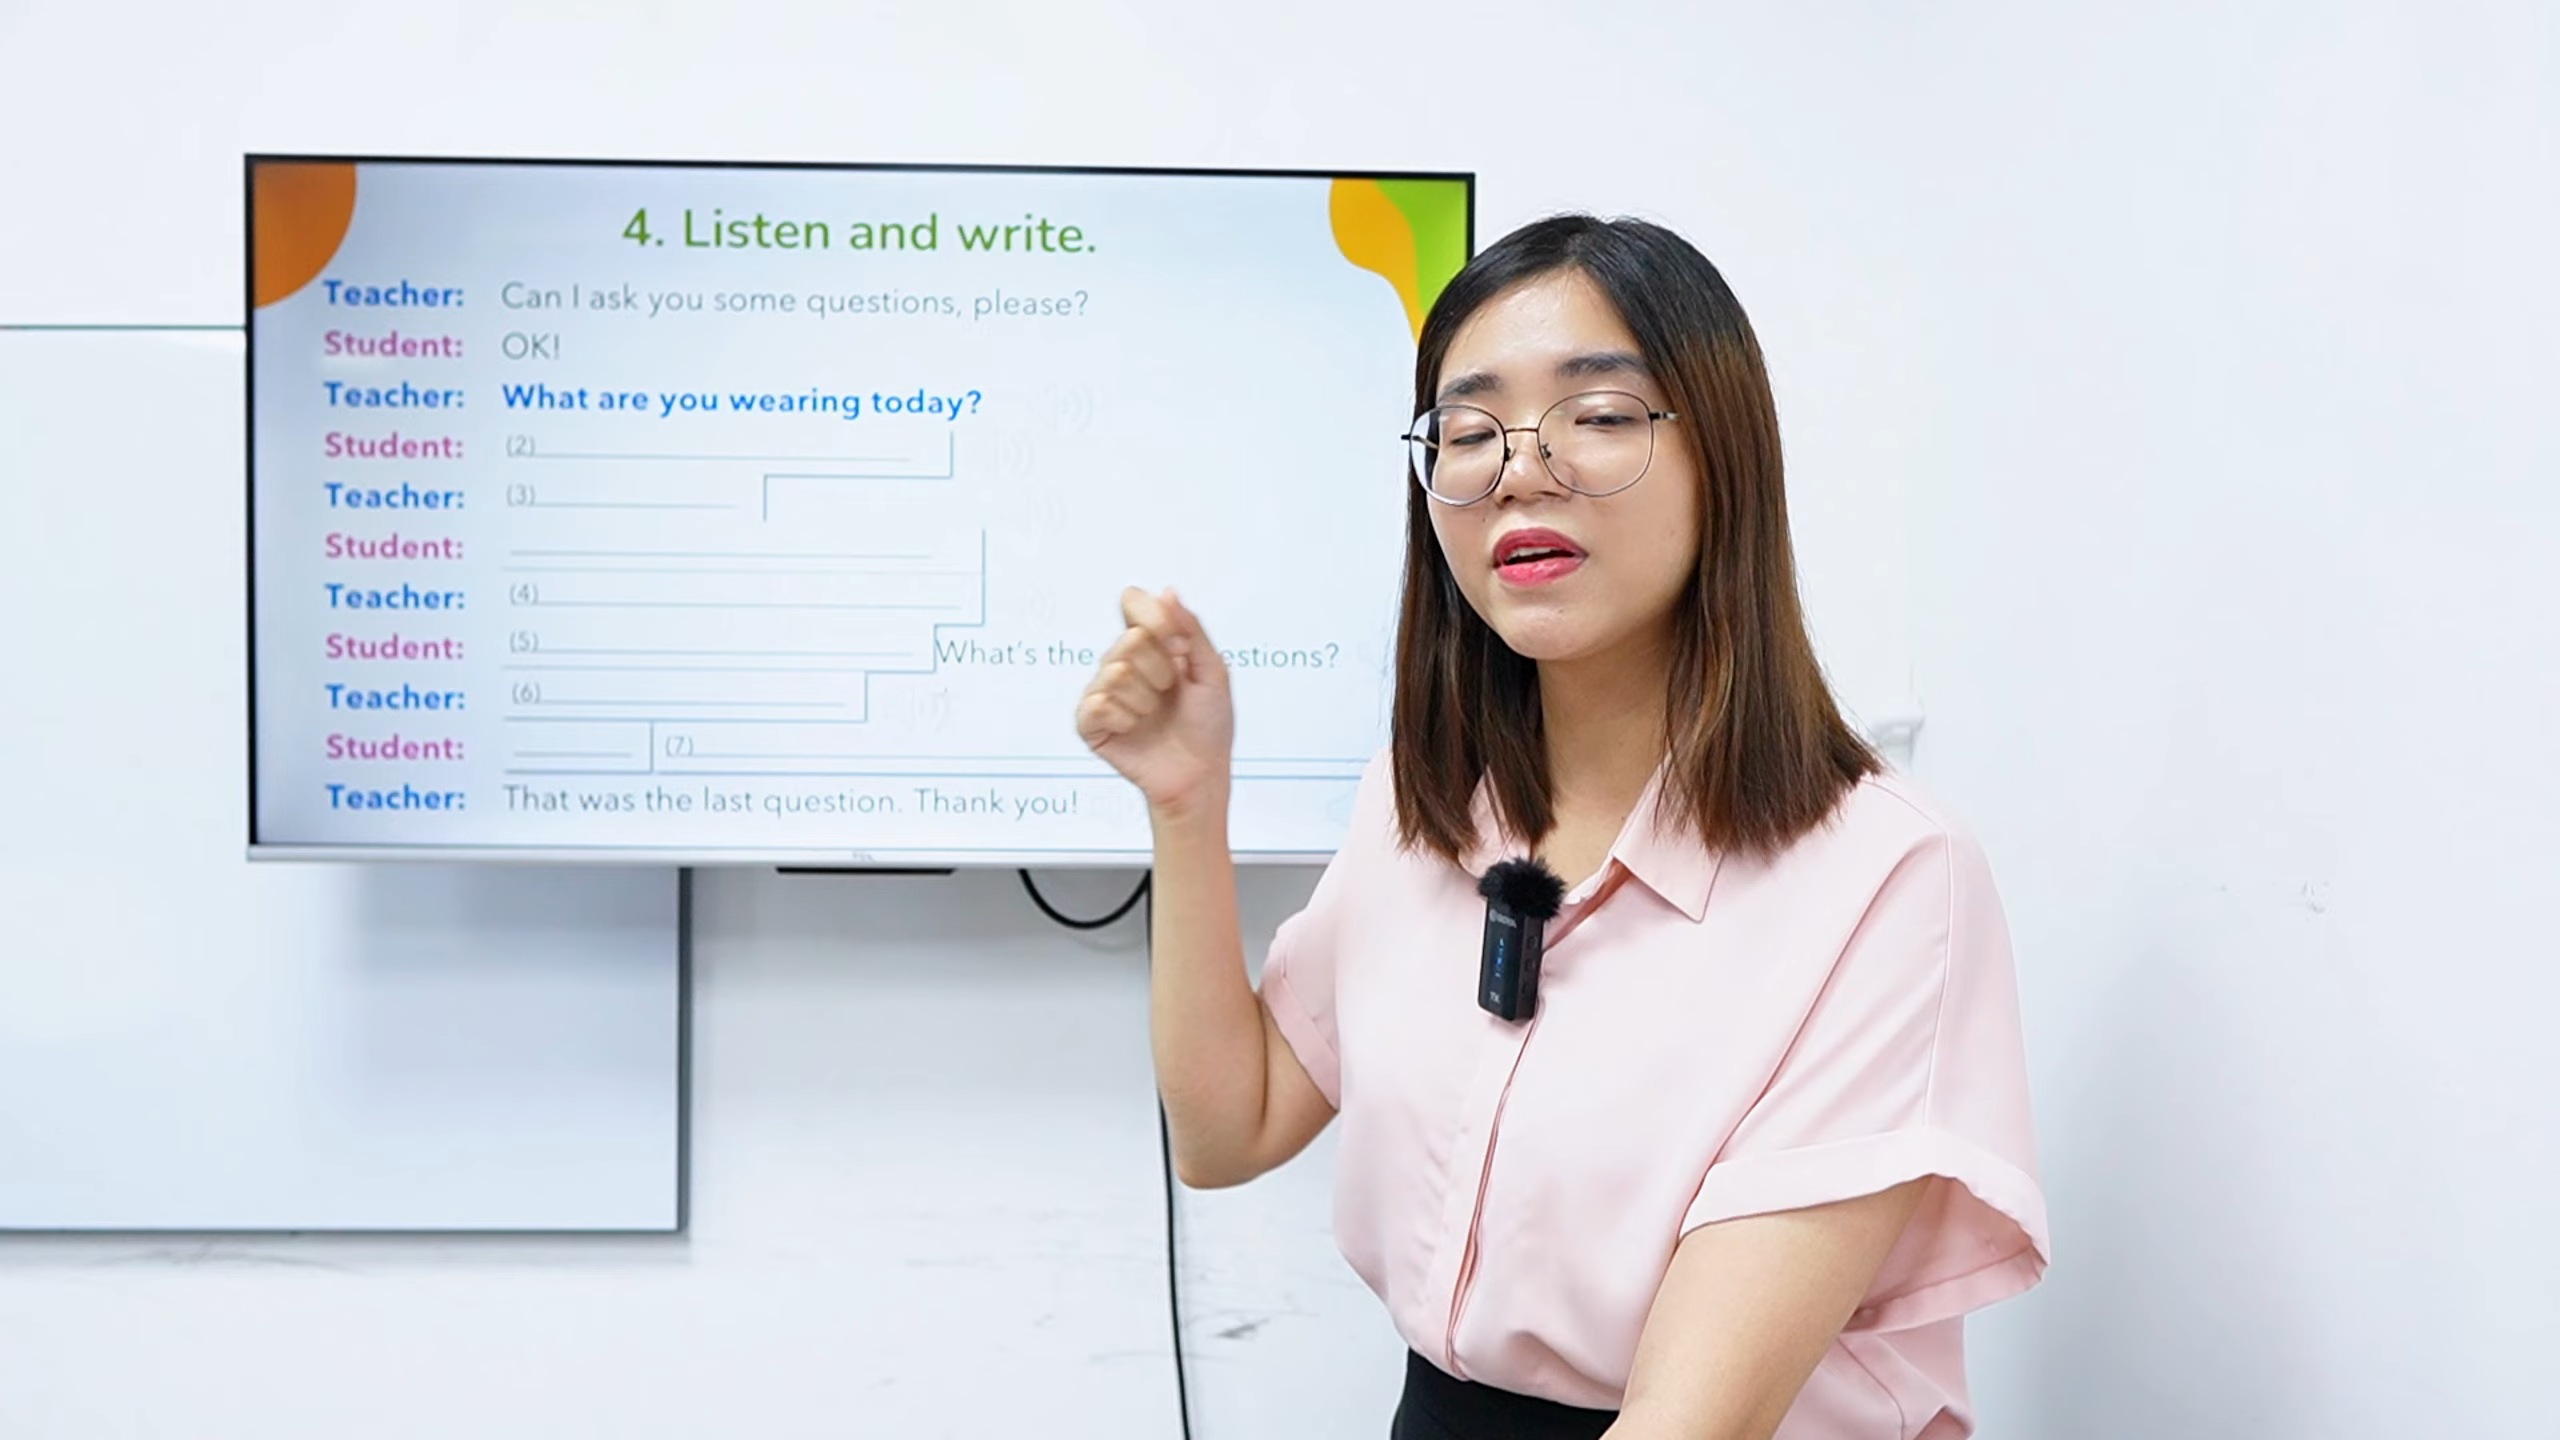 4. Listen and write.
Teacher: Can I ask you some questions, please?
Student: OK!
Teacher: What are you wearing today?
Student: (2)
Teacher: (3)
Student:
Teacher: (4)
Student: (5) What's the estions?
Teacher: (6)
Student: (7)
Teacher: That was the last question. Thank you!